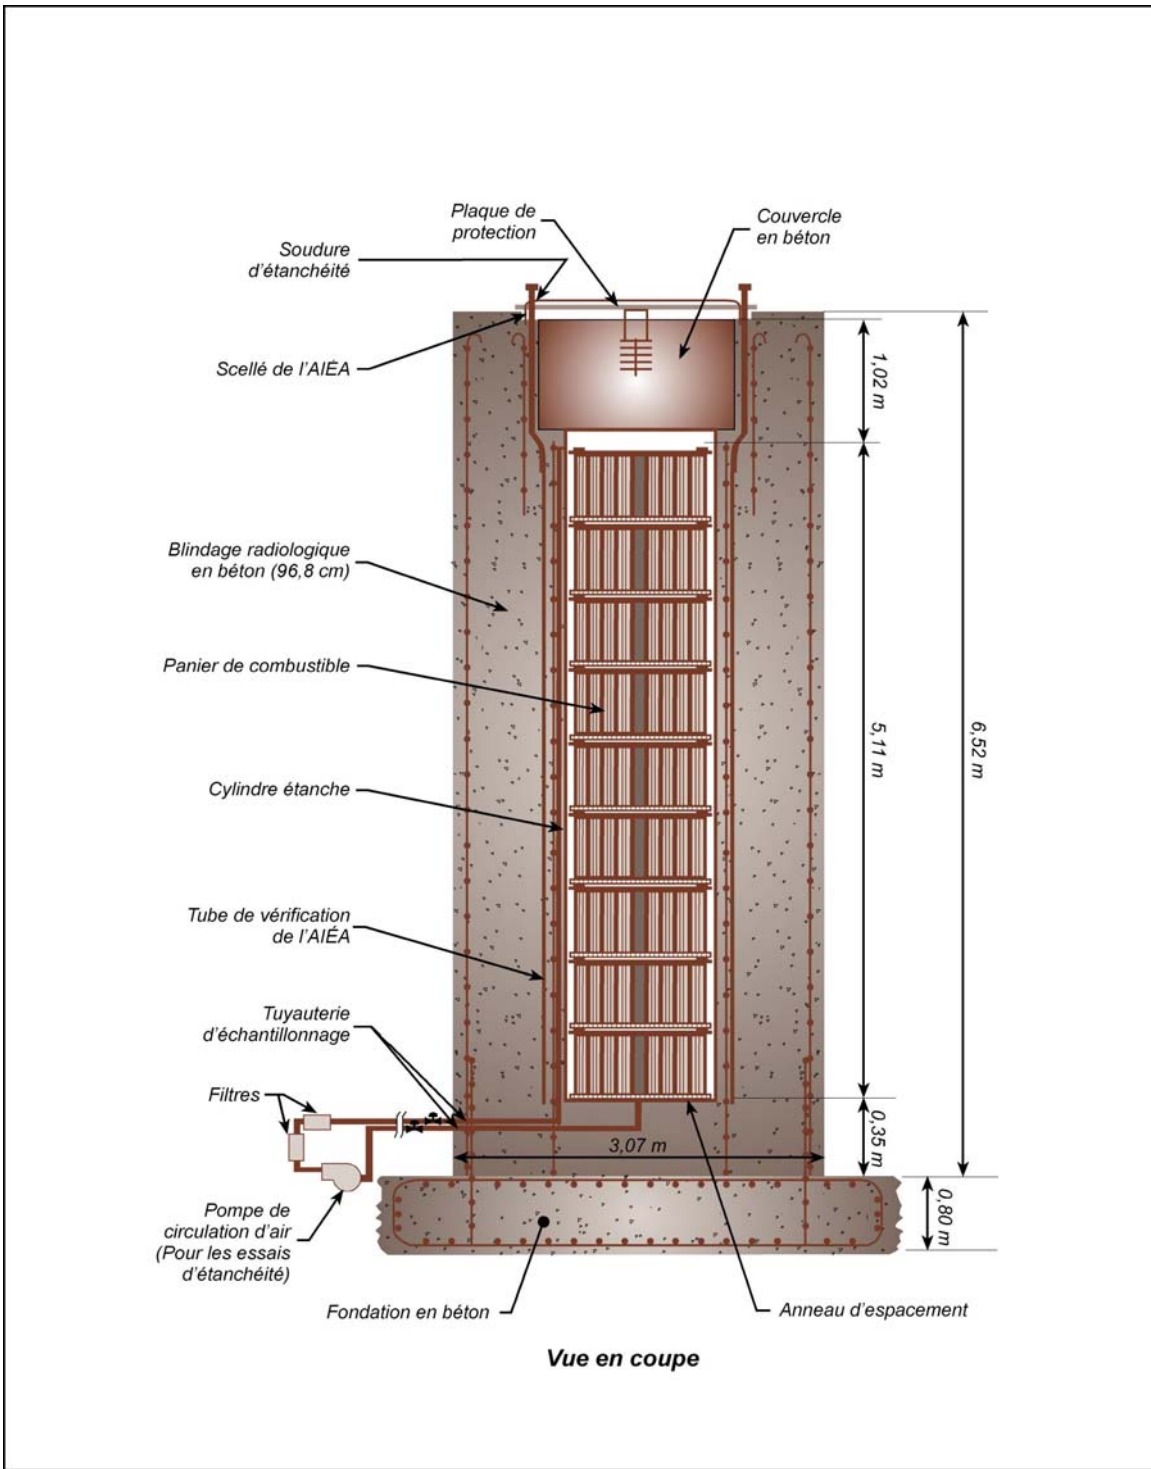 Plaque de
protection
Couvercle
en béton
Soudure
d'étanchéité
Scellé de l'AIÉA
1,02 m
Blindage radiologique
en béton (96,8 cm)
Panier de combustible
5,11 m
6,52 m
Cylindre étanche
Tube de vérification
de l'AIÉA
Tuyauterie
d'échantillonnage
Filtres
3,07 m
0,35 m
0,80 m
Pompe de
circulation d'air
(Pour les essais
d'étanchéité)
Fondation en béton
Anneau d'espacement
Vue en coupe